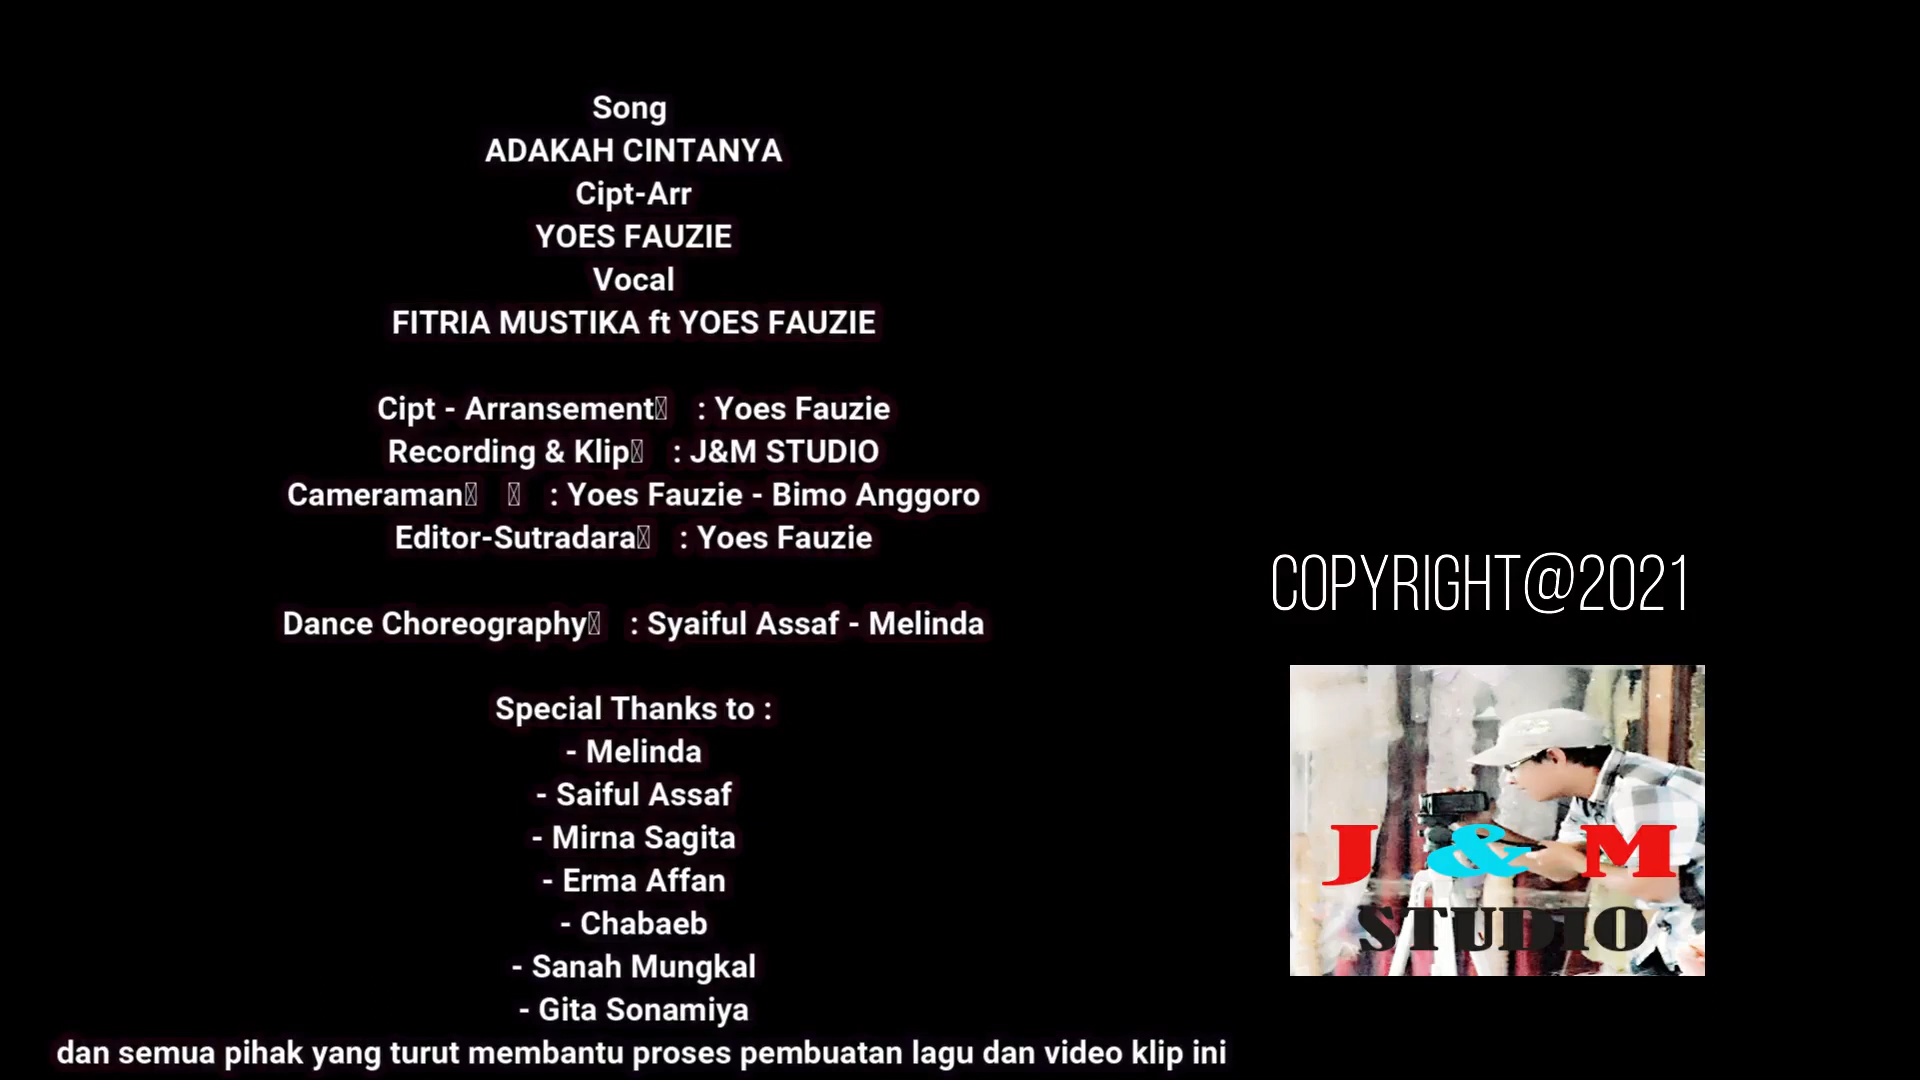 Song
ADAKAH CINTANYA
Cipt-Arr
YOES FAUZIE
Vocal
FITRIA MUSTIKA ft YOES FAUZIE
Cipt - Arransement : Yoes Fauzie
Recording & Klip : J&M STUDIO
Cameraman : Yoes Fauzie - Bimo Anggoro
Editor-Sutradara : Yoes Fauzie
Dance Choreography : Syaiful Assaf - Melinda
Special Thanks to :
- Melinda
- Saiful Assaf
- Mirna Sagita
- Erma Affan
- Chabaeb
- Sanah Mungkal
- Gita Sonamiya
dan semua pihak yang turut membantu proses pembuatan lagu dan video klip ini
COPYRIGHT@2021
J & M
STUDIO